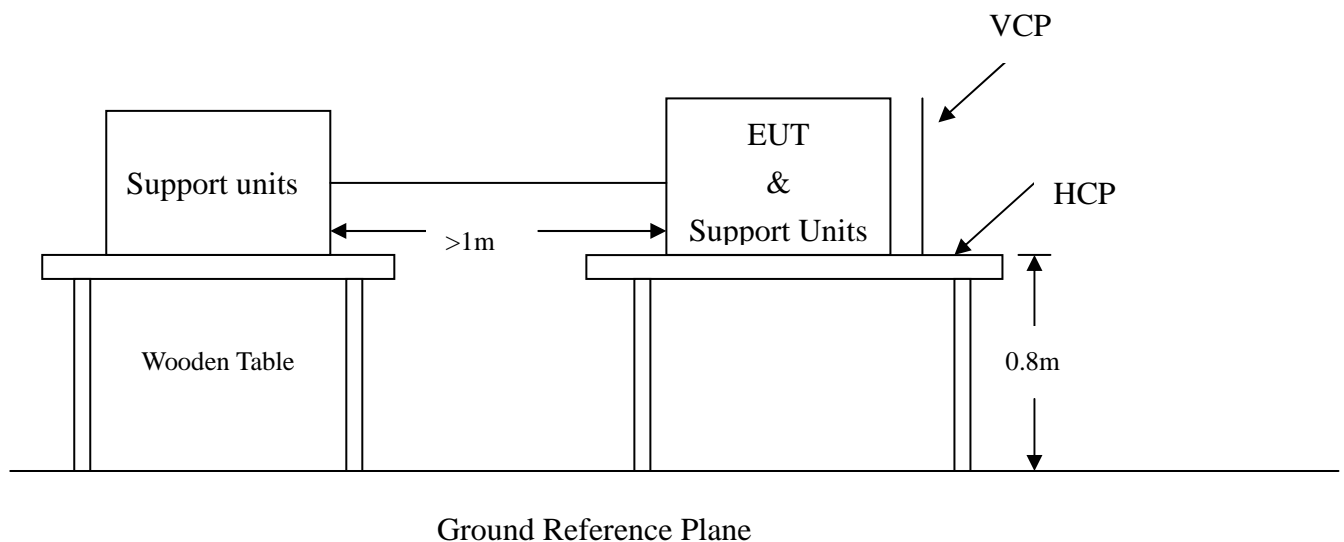 VCP
EUT
&
Support Units
Support units
HCP
>1m
Wooden Table
0.8m
Ground Reference Plane